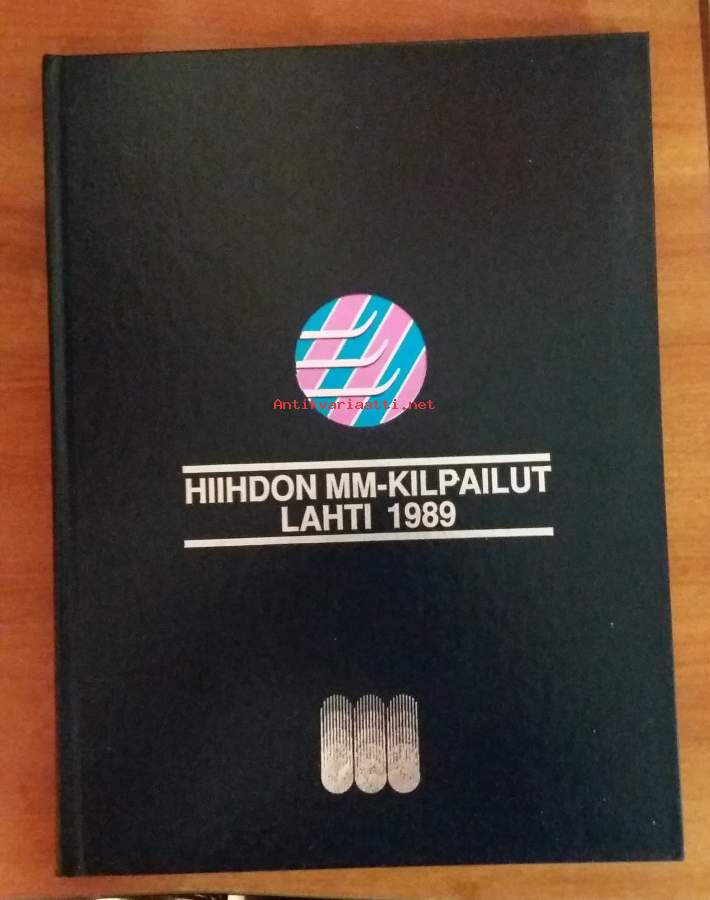 Antikvariaatti.net
HIIHDON MM-KILPAILUT
LAHTI 1989